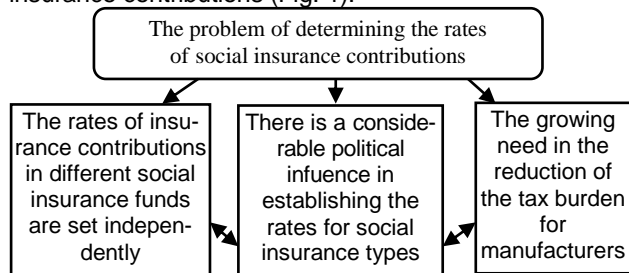 insurance contributions (Fig. 1).
The problem of determining the rates
of social insurance contributions
The rates of insu-
rance contributions
in different social
insurance funds
are set indepen-
dently
There is a conside-
rable political
infuence in
establishing the
rates for social
insurance types
The growing
need in the
reduction of
the tax burden
for
manufacturers